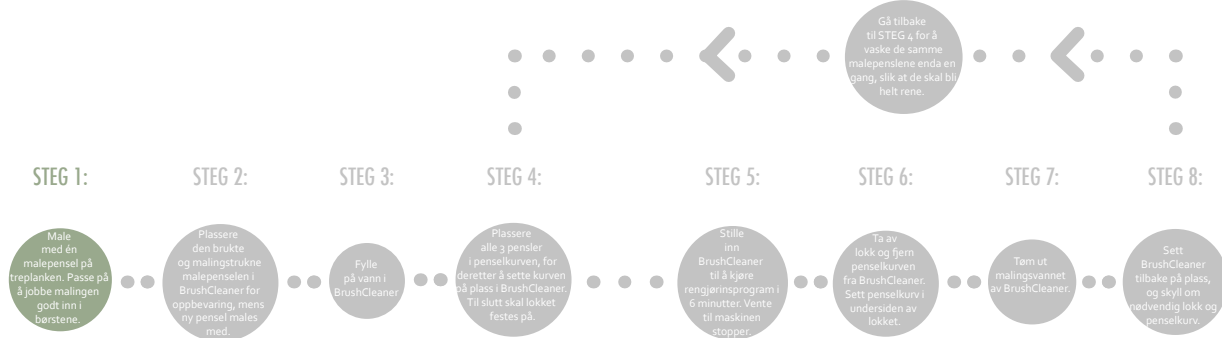 Gå tilbake
til STEG 4 for å
vaske de samme
malepenslene enda en
gang, slik at de skal bli
helt rene.
STEG 1:
STEG 2:
STEG 3:
STEG 4:
STEG 5:
STEG 6:
STEG 7:
STEG 8:
Male
med én
malepensel på
treplanken. Passe på
å jobbe malingen
godt inn i
børstene.
Plassere
den brukte
og malingstrukne
malepenselen i
BrushCleaner for
oppbevaring, mens
ny pensel males
med.
Fylle
på vann i
BrushCleaner
Plassere
alle 3 pensler
i penselkurven, for
deretter å sette kurven
på plass i BrushCleaner.
Til slutt skal lokket
festes på.
Stille
inn
BrushCleaner
til å kjøre
rengjørinsprogram i
6 minutter. Vente
til maskinen
stopper.
Ta av
lokk og fjern
penselkurven
fra BrushCleaner.
Sett penselkurv i
undersiden av
lokket.
Tøm ut
malingsvannet
av BrushCleaner.
Sett
BrushCleaner
tilbake på plass,
og skyll om
nødvendig lokk og
penselkurv.